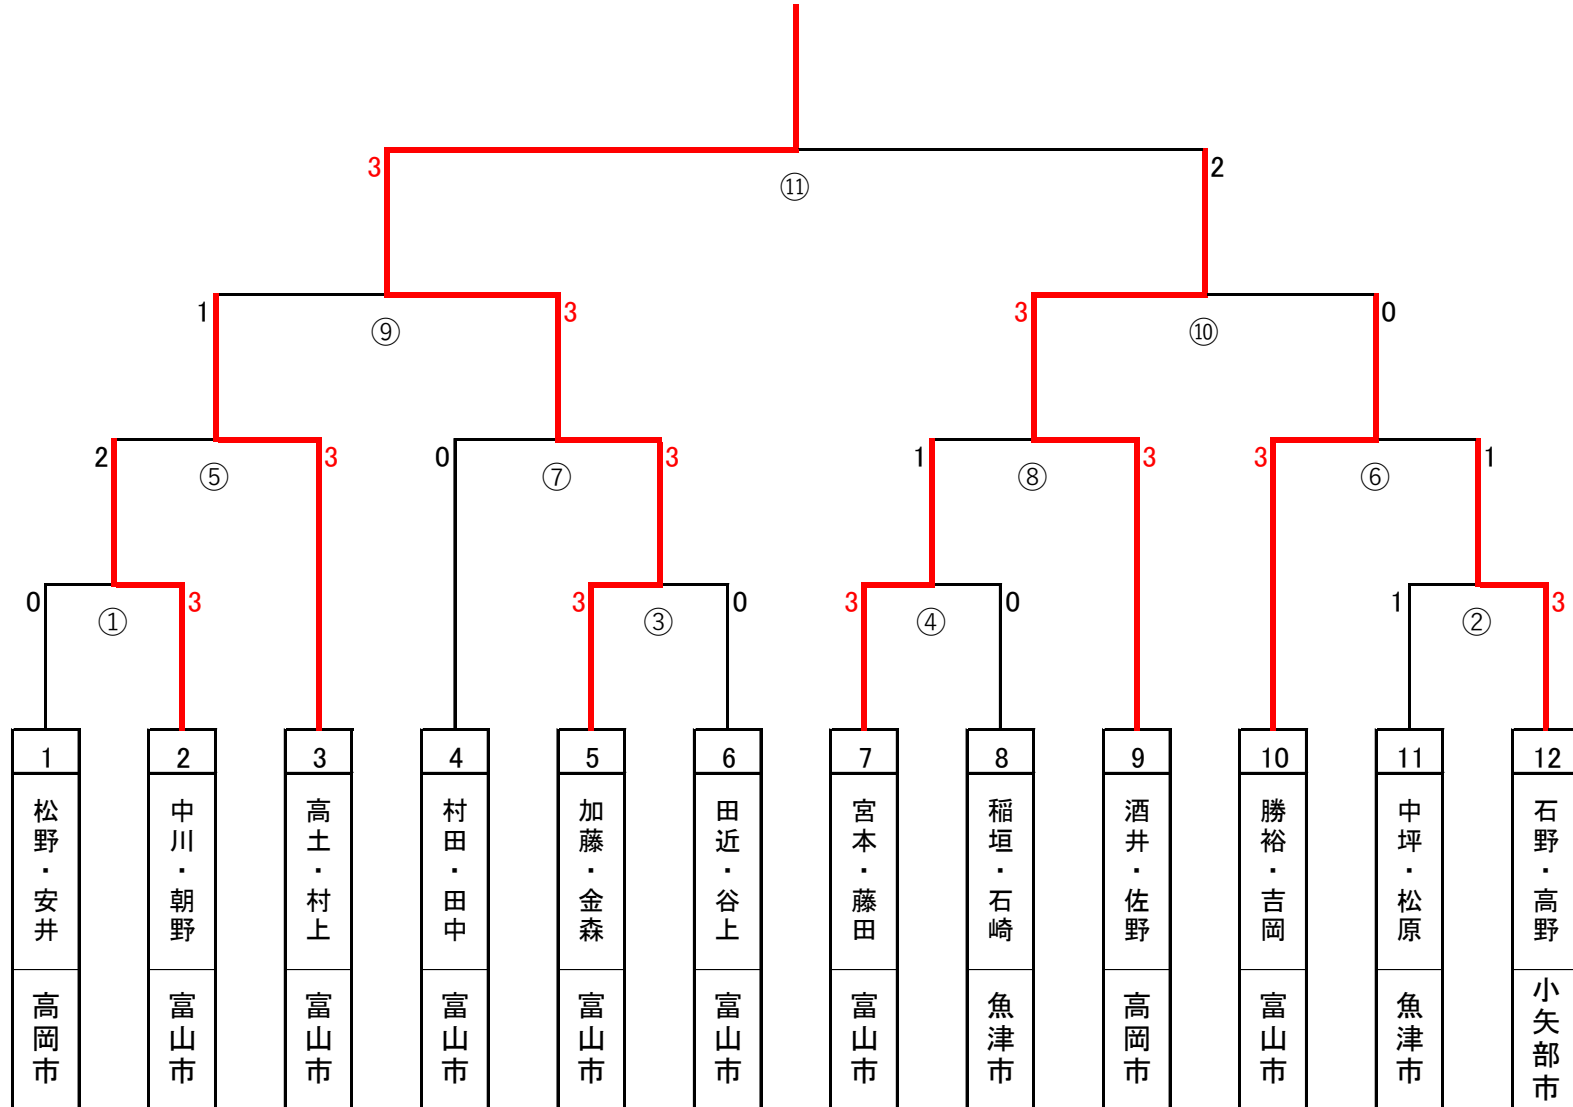 3
2
⑪
1
3
3
0
⑨
⑩
2
3
0
3
1
3
3
1
⑤
⑦
⑧
⑥
0
3
3
0
3
0
1
3
①
③
④
②
1
2
3
4
5
6
7
8
9
10
11
12
松野・安井
中川・朝野
高土・村上
村田・田中
加藤・金森
田近・谷上
宮本・藤田
稲垣・石崎
酒井・佐野
勝裕・吉岡
中坪・松原
石野・高野
高岡市
富山市
富山市
富山市
富山市
富山市
富山市
魚津市
高岡市
富山市
魚津市
小矢部市